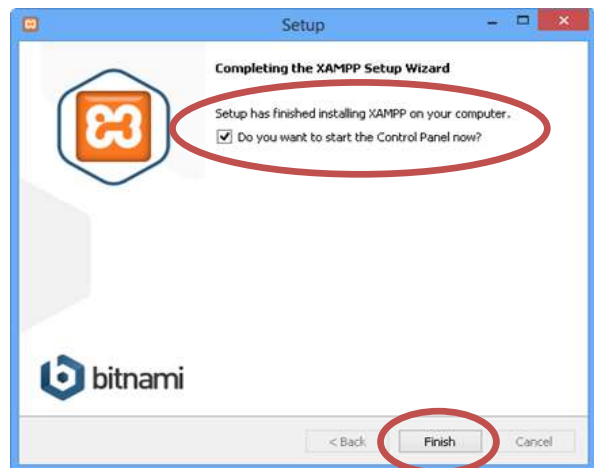 Setup
Completing the XAMPP Setup Wizard
Setup has finished installing XAMPP on your computer.
Do you want to start the Control Panel now?
bitnami
< Back
Finish
Cancel